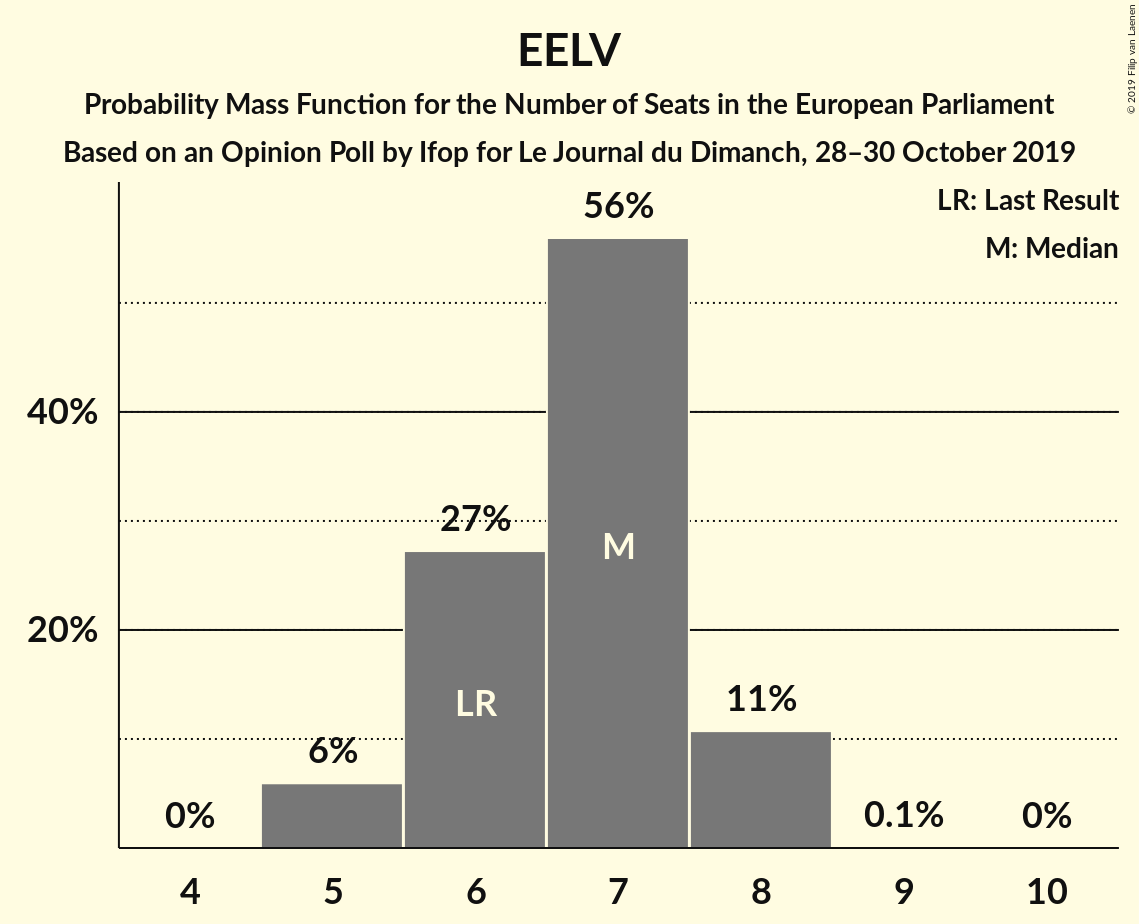 EELV
Probability Mass Function for the Number of Seats in the European Parliament
Based on an Opinion Poll by Ifop for Le Journal du Dimanch, 28–30 October 2019
© 2019 Filip van Laenen
LR: Last Result
M: Median
56%
40%
27%
M
20%
LR
11%
6%
0%
0.1%
0%
4 5 6 7 8 9 10